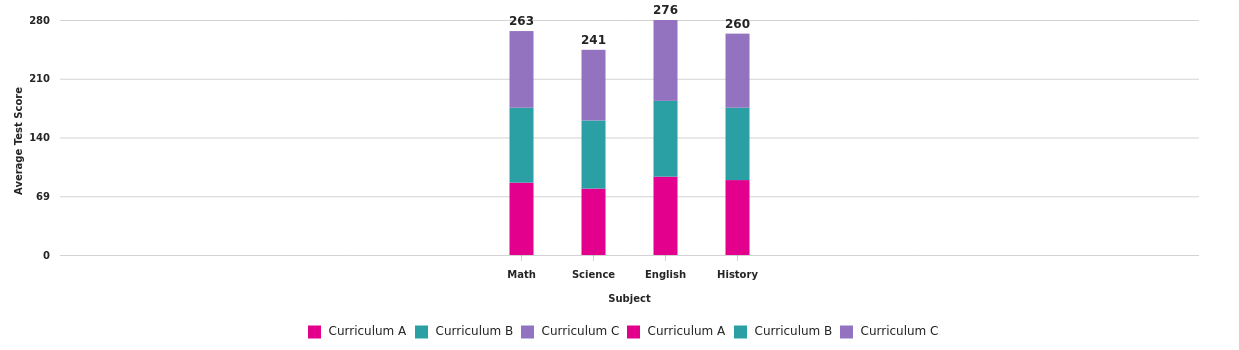 276
280
263
260
241
210
140
69
0
Average Test Score
Math Science English History
Subject
Curriculum A Curriculum B Curriculum C Curriculum A Curriculum B Curriculum C